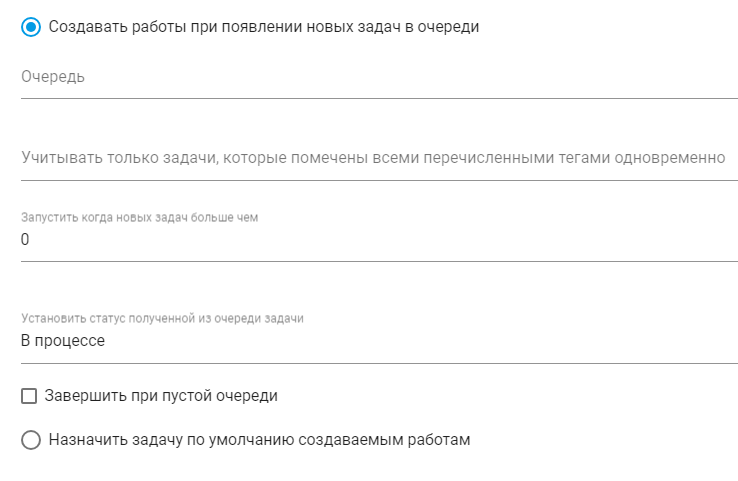 Создавать работы при появлении новых задач в очереди
Очередь
Учитывать только задачи, которые помечены всеми перечисленными тегами одновременно
Запустить когда новых задач больше чем
0
Установить статус полученной из очереди задачи
В процессе
Завершить при пустой очереди
Назначить задачу по умолчанию создаваемым работам